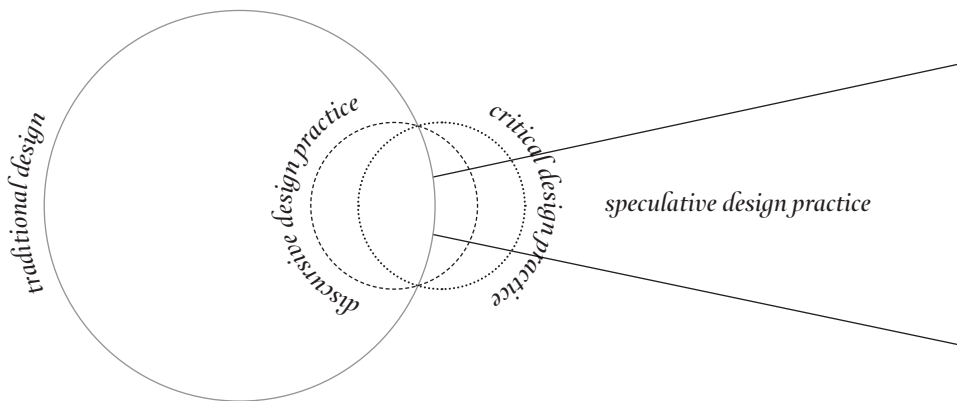 traditional design
discursive design practice
critical design practice
speculative design practice